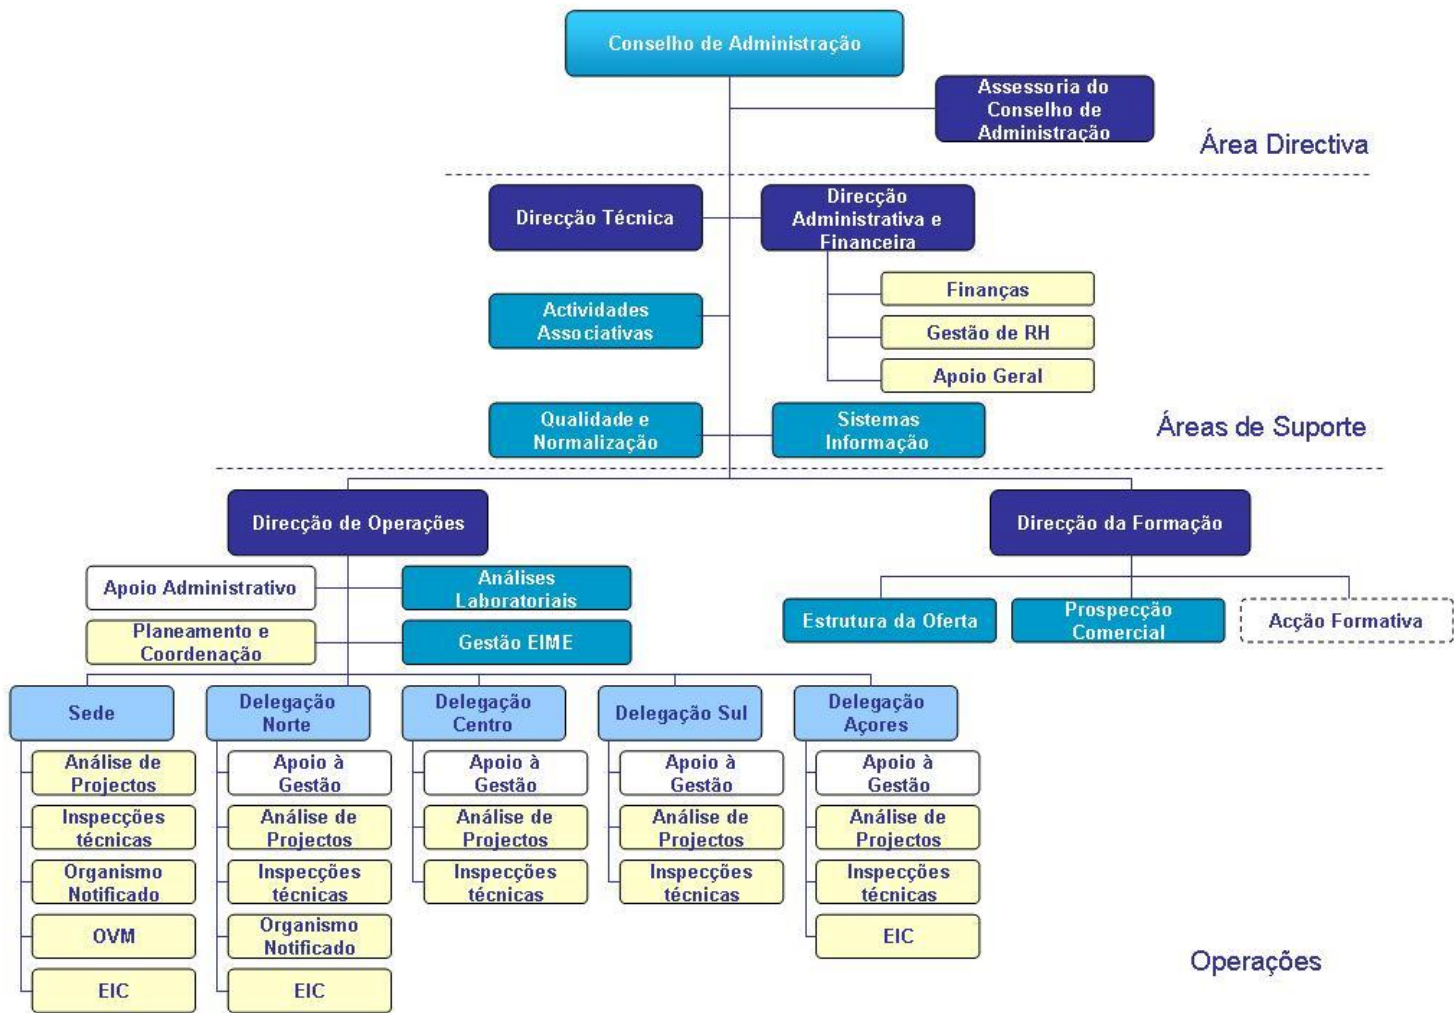 Conselho de Administração
Assessoria do
Conselho de
Administração
Área Directiva
Direcção Técnica
Direcção
Administrativa e
Financeira
Finanças
Actividades
Associativas
Gestão de RH
Apoio Geral
Qualidade e
Normalização
Sistemas
Informação
Áreas de Suporte
Direcção de Operações
Direcção da Formação
Apoio Administrativo
Análises
Laboratoriais
Planeamento e
Coordenação
Gestão EIME
Estrutura da Oferta
Prospecção
Comercial
Acção Formativa
Sede
Delegação
Norte
Delegação
Centro
Delegação Sul
Delegação
Açores
Análise de
Projectos
Apoio à
Gestão
Apoio à
Gestão
Apoio à
Gestão
Apoio à
Gestão
Inspecções
técnicas
Análise de
Projectos
Análise de
Projectos
Análise de
Projectos
Análise de
Projectos
Organismo
Notificado
Inspecções
técnicas
Inspecções
técnicas
Inspecções
técnicas
Inspecções
técnicas
OVM
Organismo
Notificado
EIC
EIC
EIC
Operações